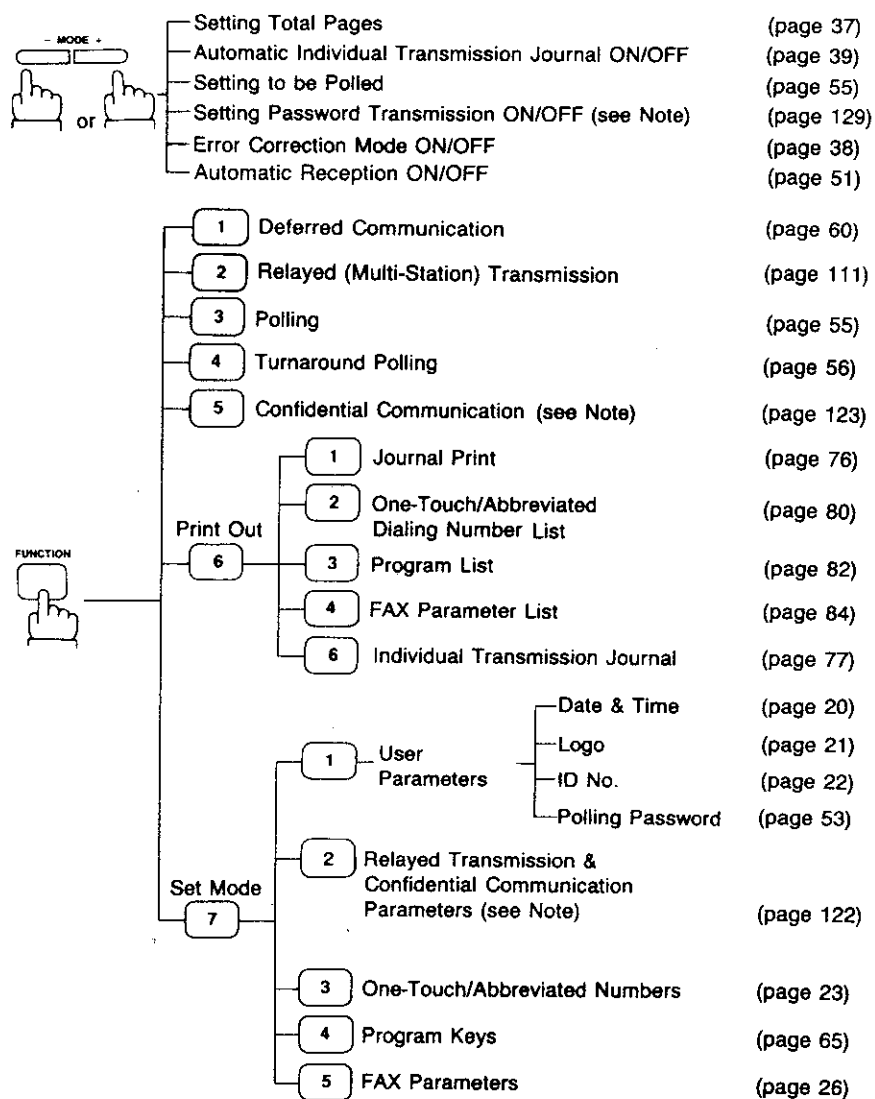 - MODE +
or
Setting Total Pages (page 37)
Automatic Individual Transmission Journal ON/OFF (page 39)
Setting to be Polled (page 55)
Setting Password Transmission ON/OFF (see Note) (page 129)
Error Correction Mode ON/OFF (page 38)
Automatic Reception ON/OFF (page 51)
FUNCTION
1 Deferred Communication (page 60)
2 Relayed (Multi-Station) Transmission (page 111)
3 Polling (page 55)
4 Turnaround Polling (page 56)
5 Confidential Communication (see Note) (page 123)
Print Out
6
1 Journal Print (page 76)
2 One-Touch/Abbreviated
Dialing Number List (page 80)
3 Program List (page 82)
4 FAX Parameter List (page 84)
6 Individual Transmission Journal (page 77)
Set Mode
7
1 User
Parameters
Date & Time (page 20)
Logo (page 21)
ID No. (page 22)
Polling Password (page 53)
2 Relayed Transmission &
Confidential Communication
Parameters (see Note) (page 122)
3 One-Touch/Abbreviated Numbers (page 23)
4 Program Keys (page 65)
5 FAX Parameters (page 26)